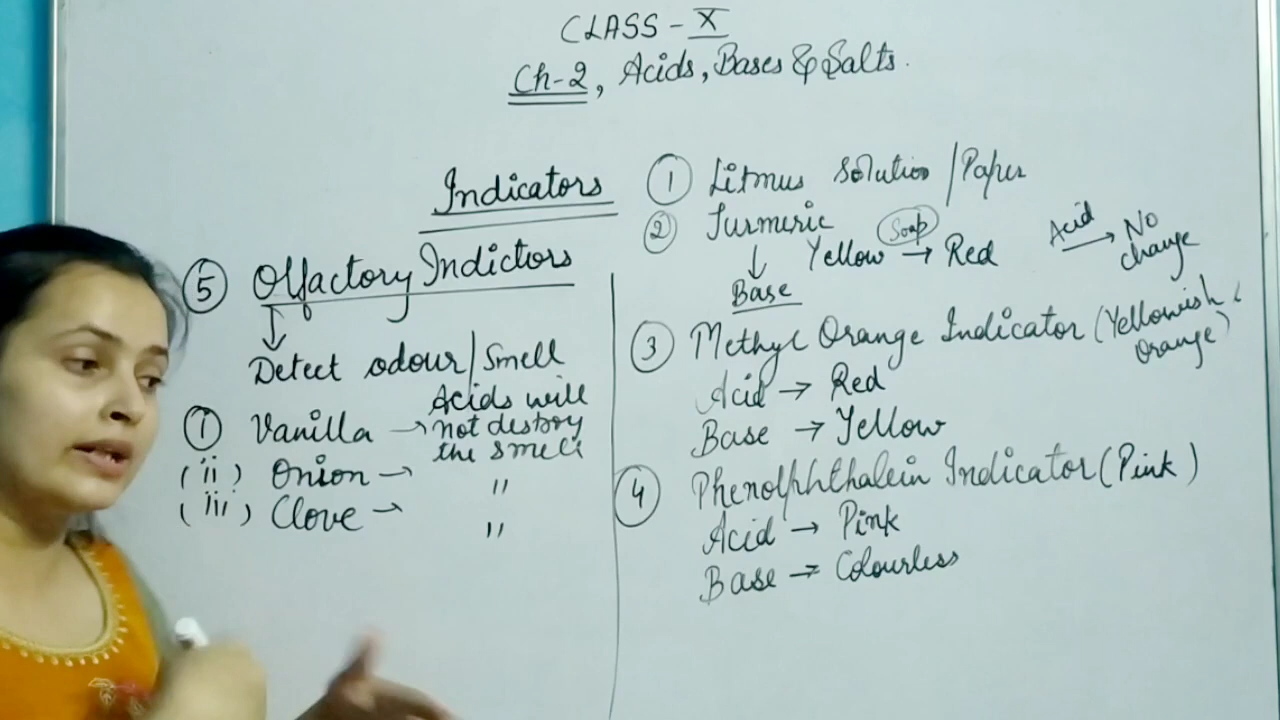 CLASS - X
Ch-2, Acids, Bases & Salts.
Indicators
① Litmus Solution / Paper
② Turmeric
↓ Yellow Soap → Red Acid → No change
Base
③ Methyl Orange Indicator (Yellowish Orange)
Acid → Red
Base → Yellow
④ Phenolphthalein Indicator (Pink)
Acid → Pink
Base → Colourless
⑤ Olfactory Indictors
↓
Detect odour / Smell
① Vanilla → Acids will not destroy the smell
(ii) Onion → "
(iii) Clove → "